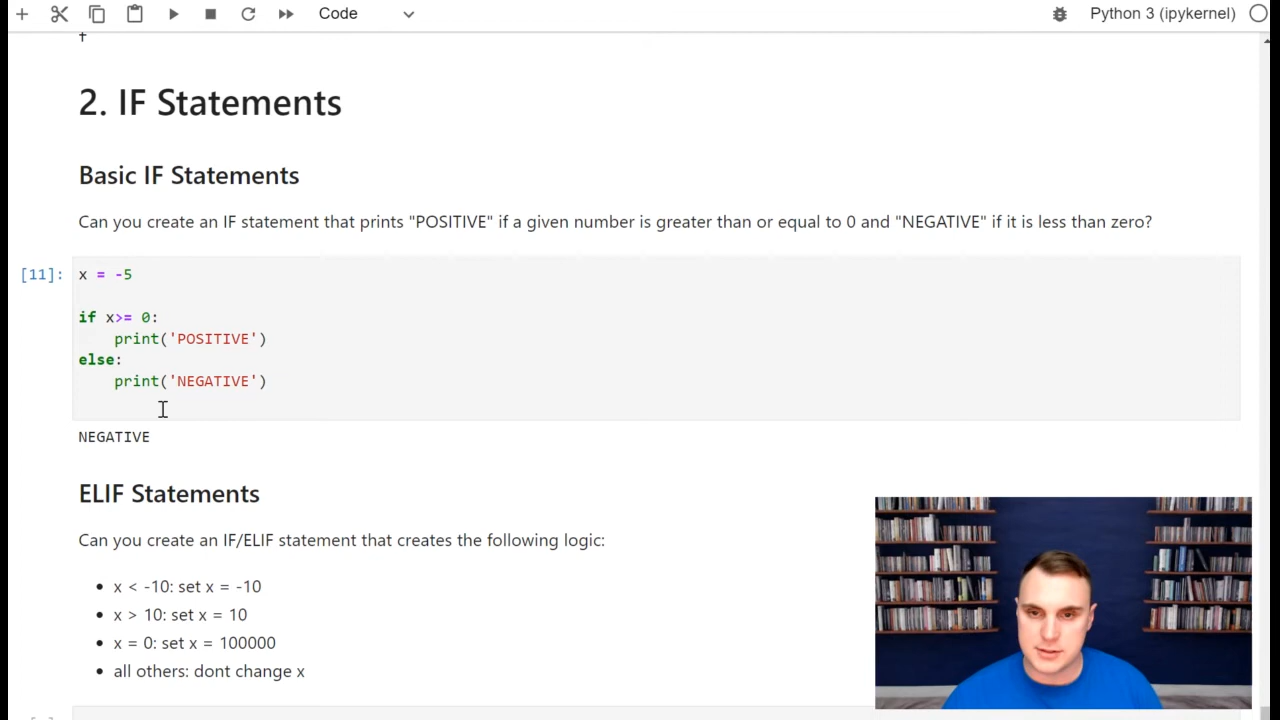 Code
Python 3 (ipykernel)
2. IF Statements
Basic IF Statements
Can you create an IF statement that prints "POSITIVE" if a given number is greater than or equal to 0 and "NEGATIVE" if it is less than zero?
[11]:
x = -5
if x>= 0:
    print('POSITIVE')
else:
    print('NEGATIVE')
NEGATIVE
ELIF Statements
Can you create an IF/ELIF statement that creates the following logic:
• x < -10: set x = -10
• x > 10: set x = 10
• x = 0: set x = 100000
• all others: dont change x